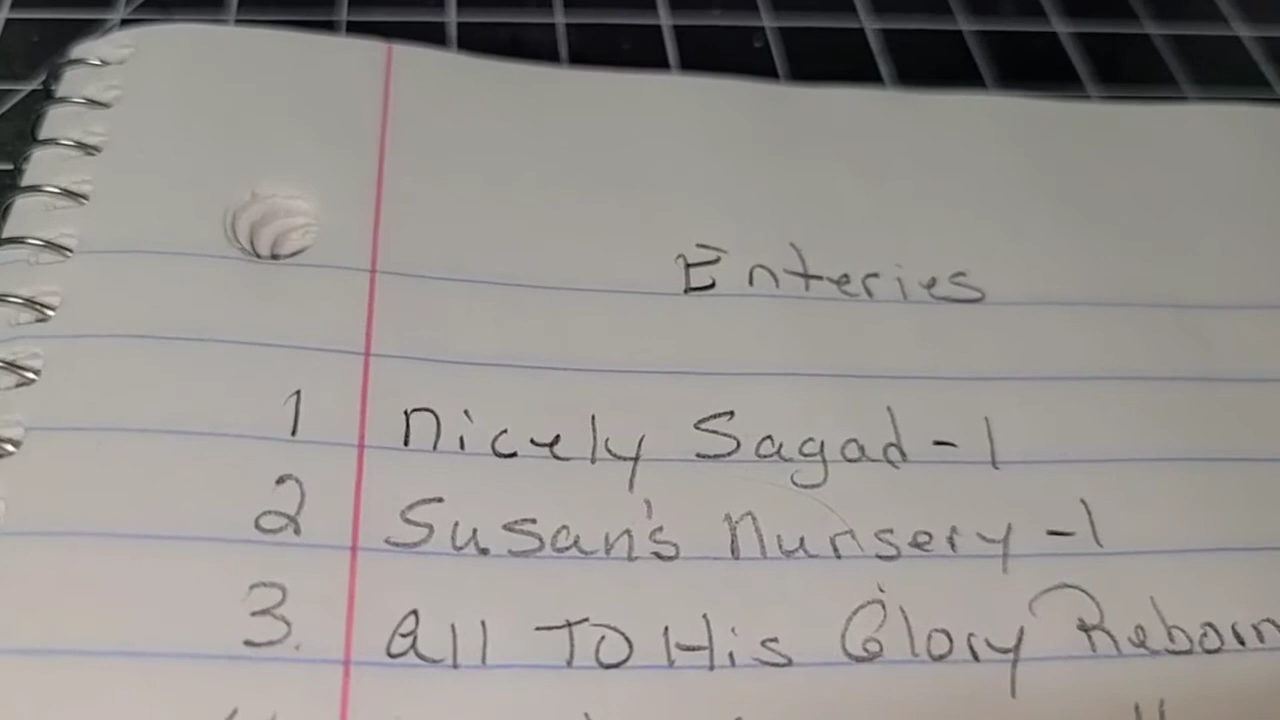 Enteries
1 Nicely Sagad-1
2 Susan's Nursery-1
3. All To His Glory Reborn